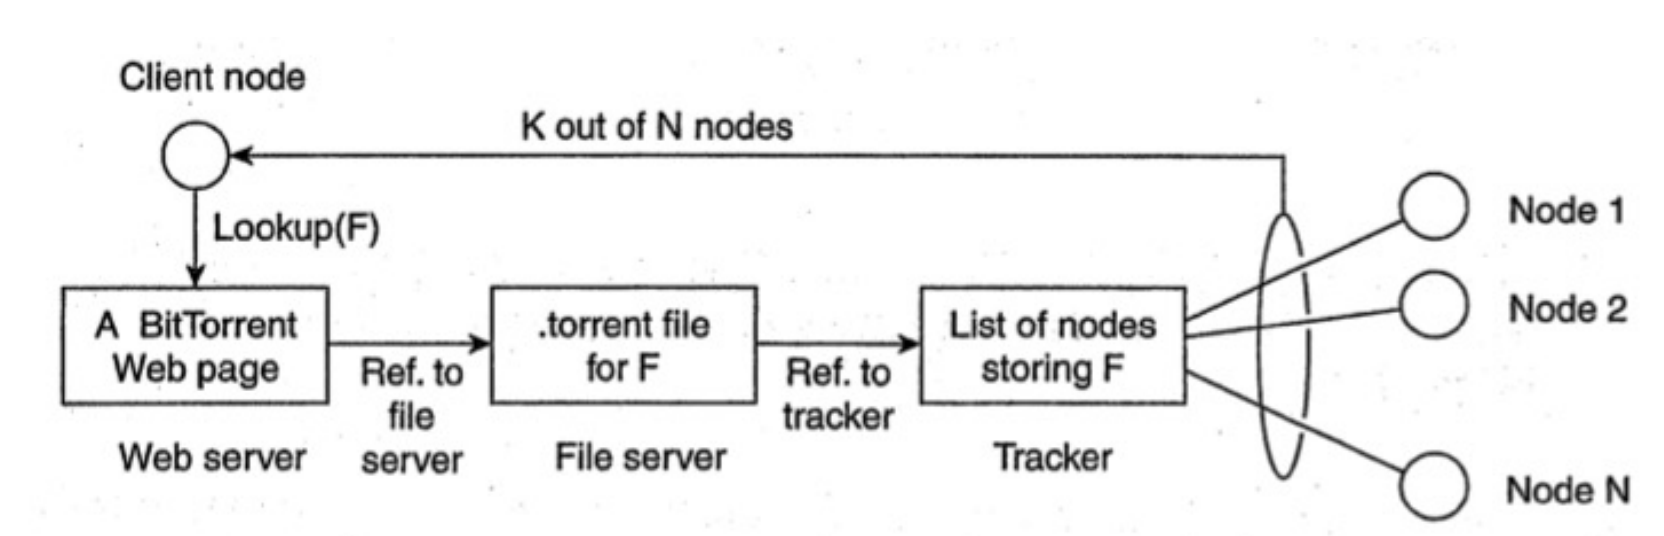 Client node
K out of N nodes
Lookup(F)
Node 1
Node 2
Node N
A BitTorrent
Web page
Web server
Ref. to
file
server
.torrent file
for F
File server
Ref. to
tracker
List of nodes
storing F
Tracker